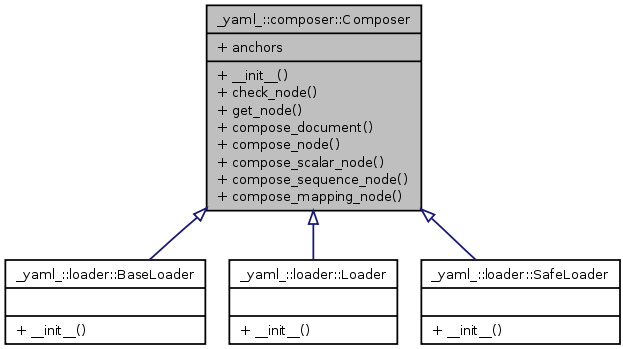 _yaml_::composer::Composer
+ anchors
+ __init__()
+ check_node()
+ get_node()
+ compose_document()
+ compose_node()
+ compose_scalar_node()
+ compose_sequence_node()
+ compose_mapping_node()
_yaml_::loader::BaseLoader
+ __init__()
_yaml_::loader::Loader
+ __init__()
_yaml_::loader::SafeLoader
+ __init__()